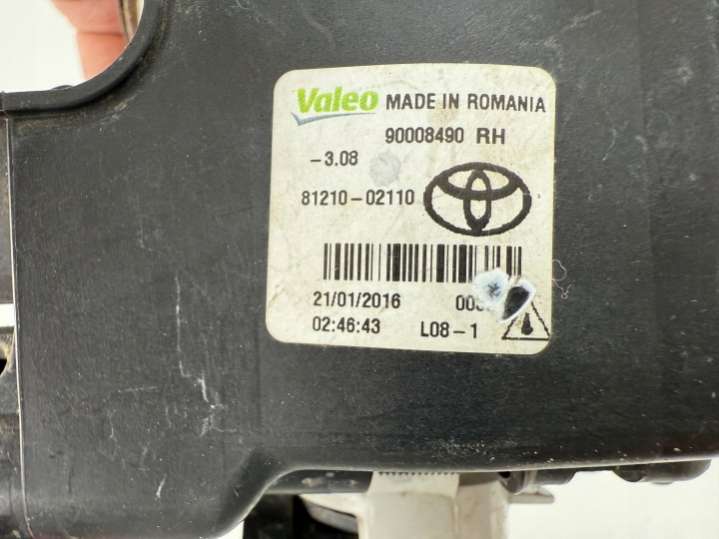 Valeo MADE IN ROMANIA
90008490 RH
-3.08
81210-02110
21/01/2016
02:46:43 L08-1